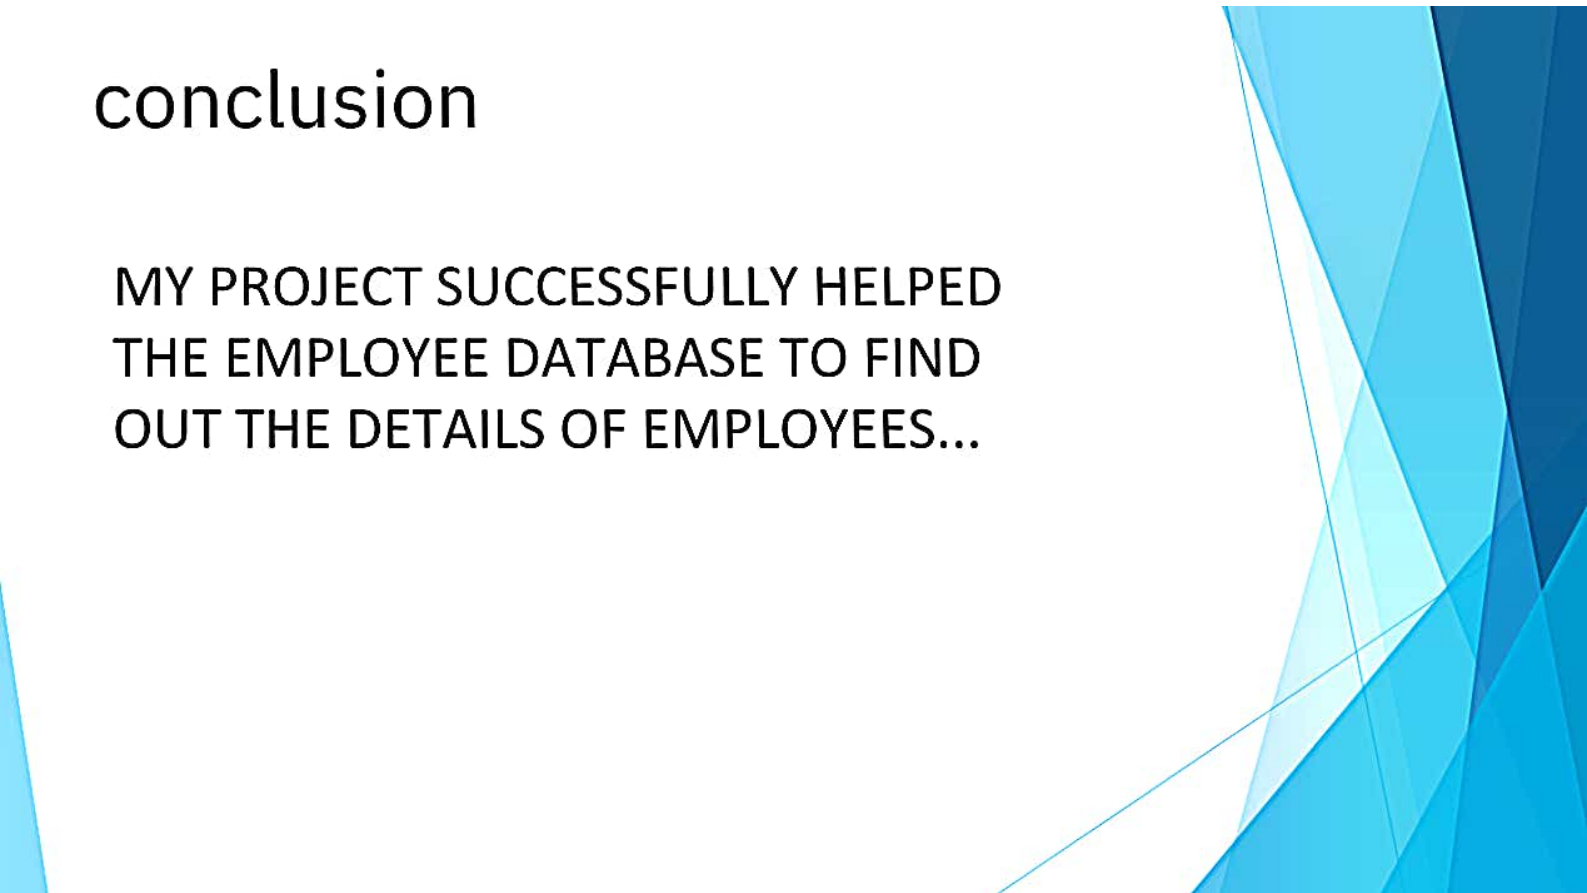 conclusion
MY PROJECT SUCCESSFULLY HELPED
THE EMPLOYEE DATABASE TO FIND
OUT THE DETAILS OF EMPLOYEES...